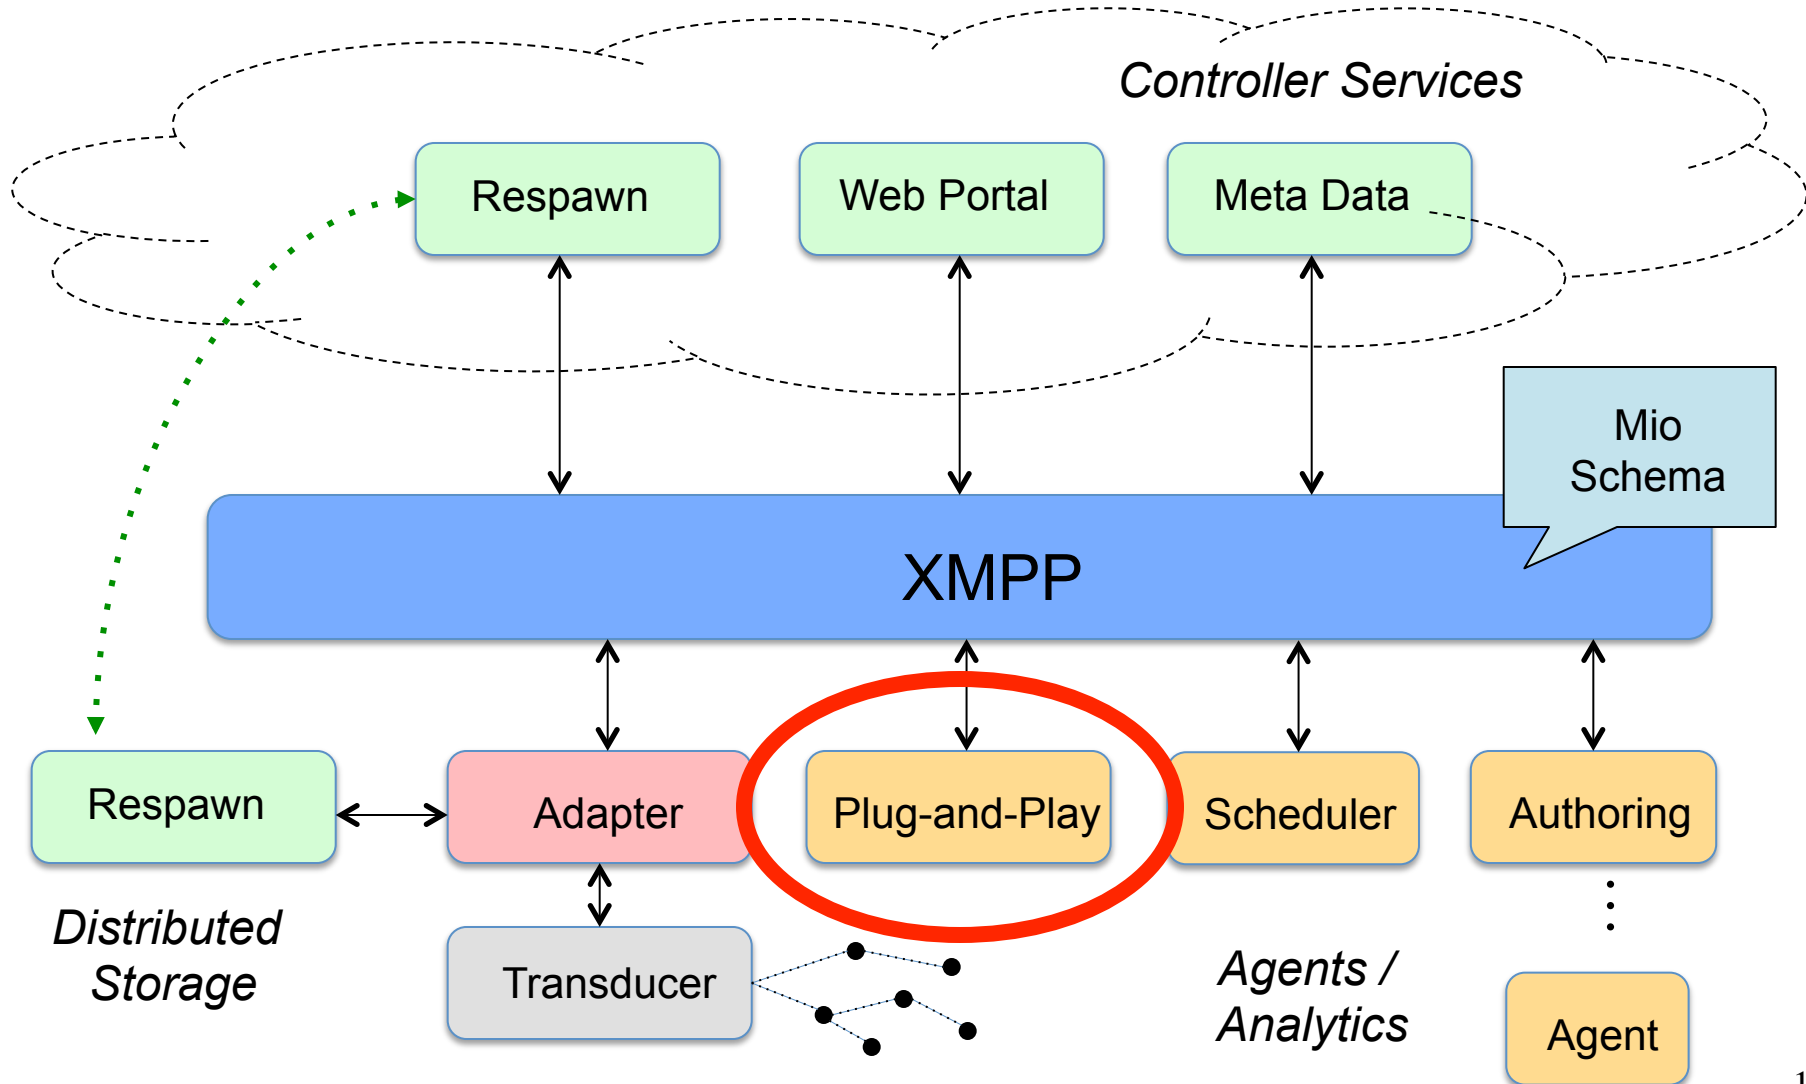 Controller Services
Respawn
Web Portal
Meta Data
Mio
Schema
XMPP
Respawn
Adapter
Plug-and-Play
Scheduler
Authoring
Distributed
Storage
Transducer
Agents /
Analytics
Agent